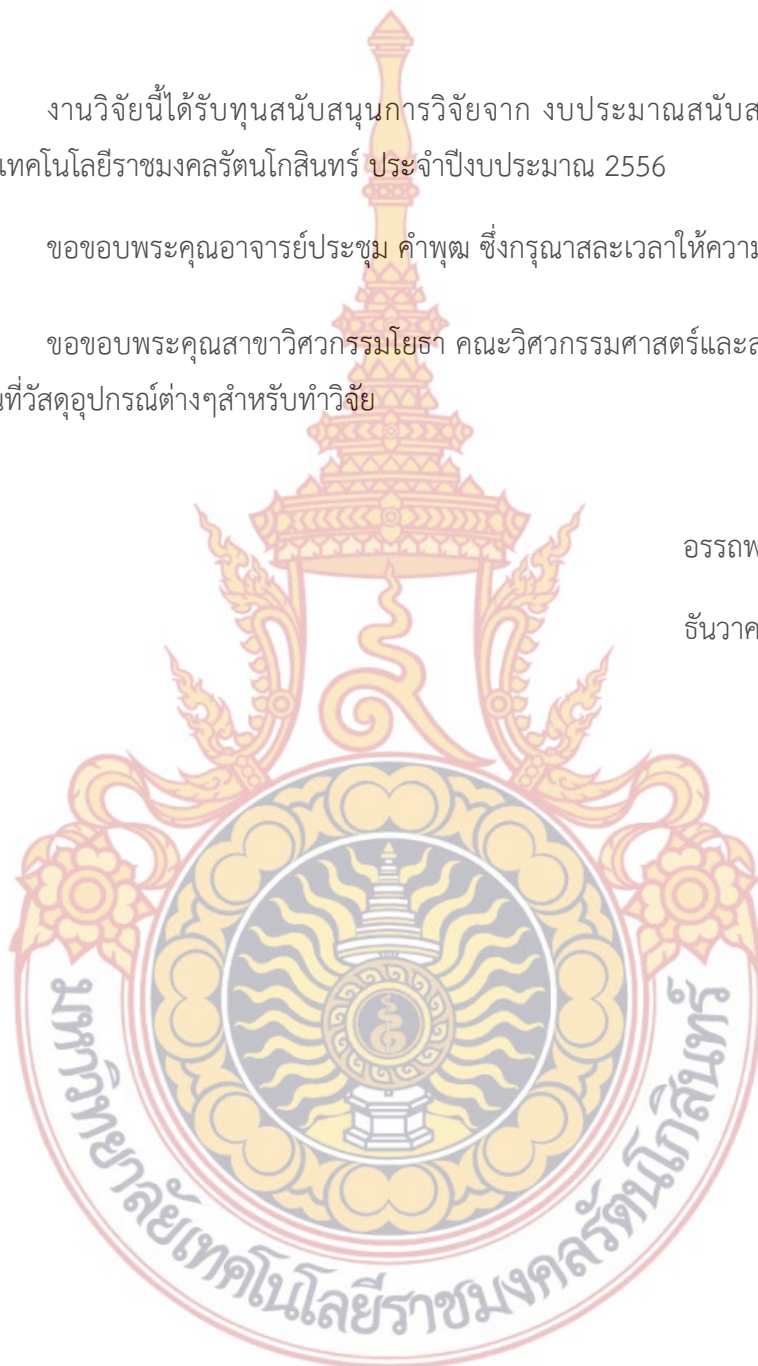 งานวิจัยนี้ได้รับทุนสนับสนุนการวิจัยจาก งบประมาณสนับส
เทคโนโลยีราชมงคลรัตนโกสินทร์ ประจำปีงบประมาณ 2556
ขอขอบพระคุณอาจารย์ประชุม คำพุฒ ซึ่งกรุณาสละเวลาให้ความ
ขอขอบพระคุณสาขาวิศวกรรมโยธา คณะวิศวกรรมศาสตร์และส
นที่วัสดุอุปกรณ์ต่างๆสำหรับทำวิจัย
อรรถพ
ธันวาค
มหาวิทยาลัยเทคโนโลยีราชมงคลรัตนโกสินทร์